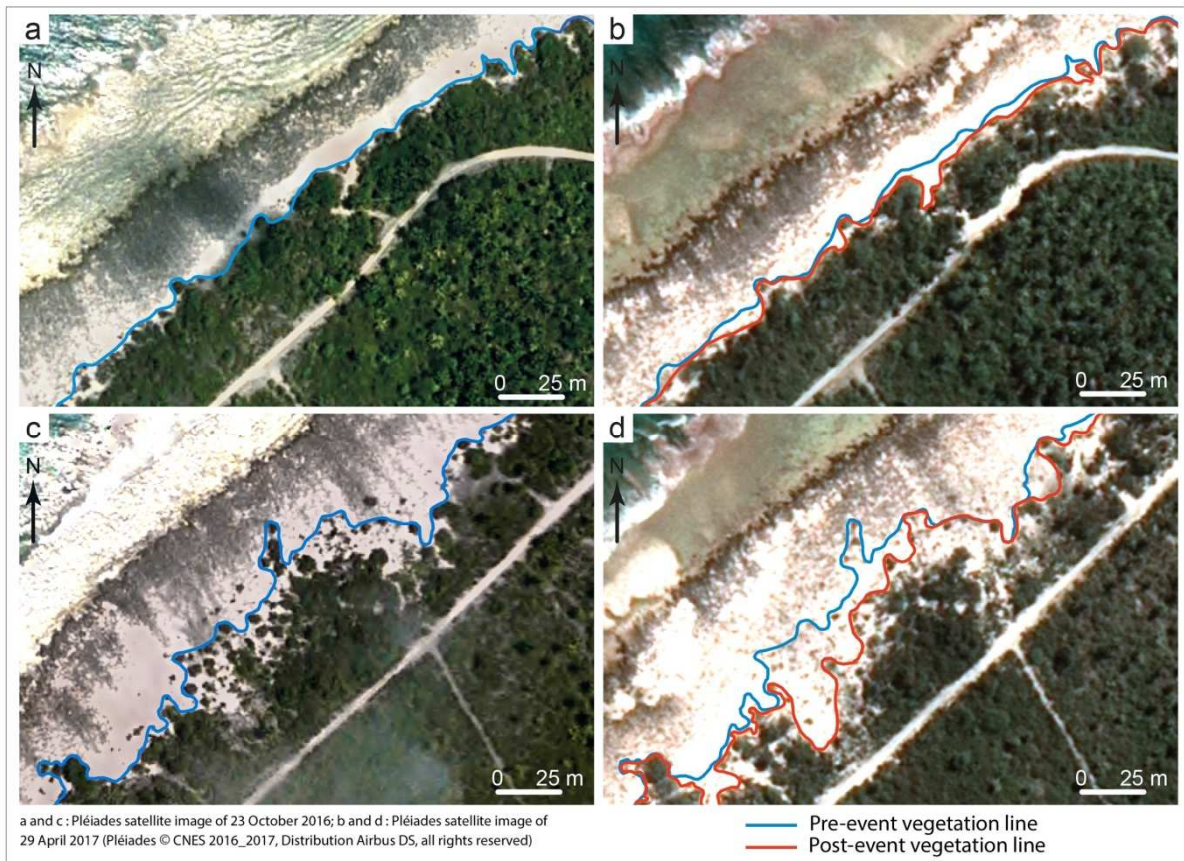 a
N
0 25 m
b
N
0 25 m
c
N
0 25 m
d
N
0 25 m
a and c : Pléiades satellite image of 23 October 2016; b and d : Pléiades satellite image of
29 April 2017 (Pléiades © CNES 2016_2017, Distribution Airbus DS, all rights reserved)
Pre-event vegetation line
Post-event vegetation line